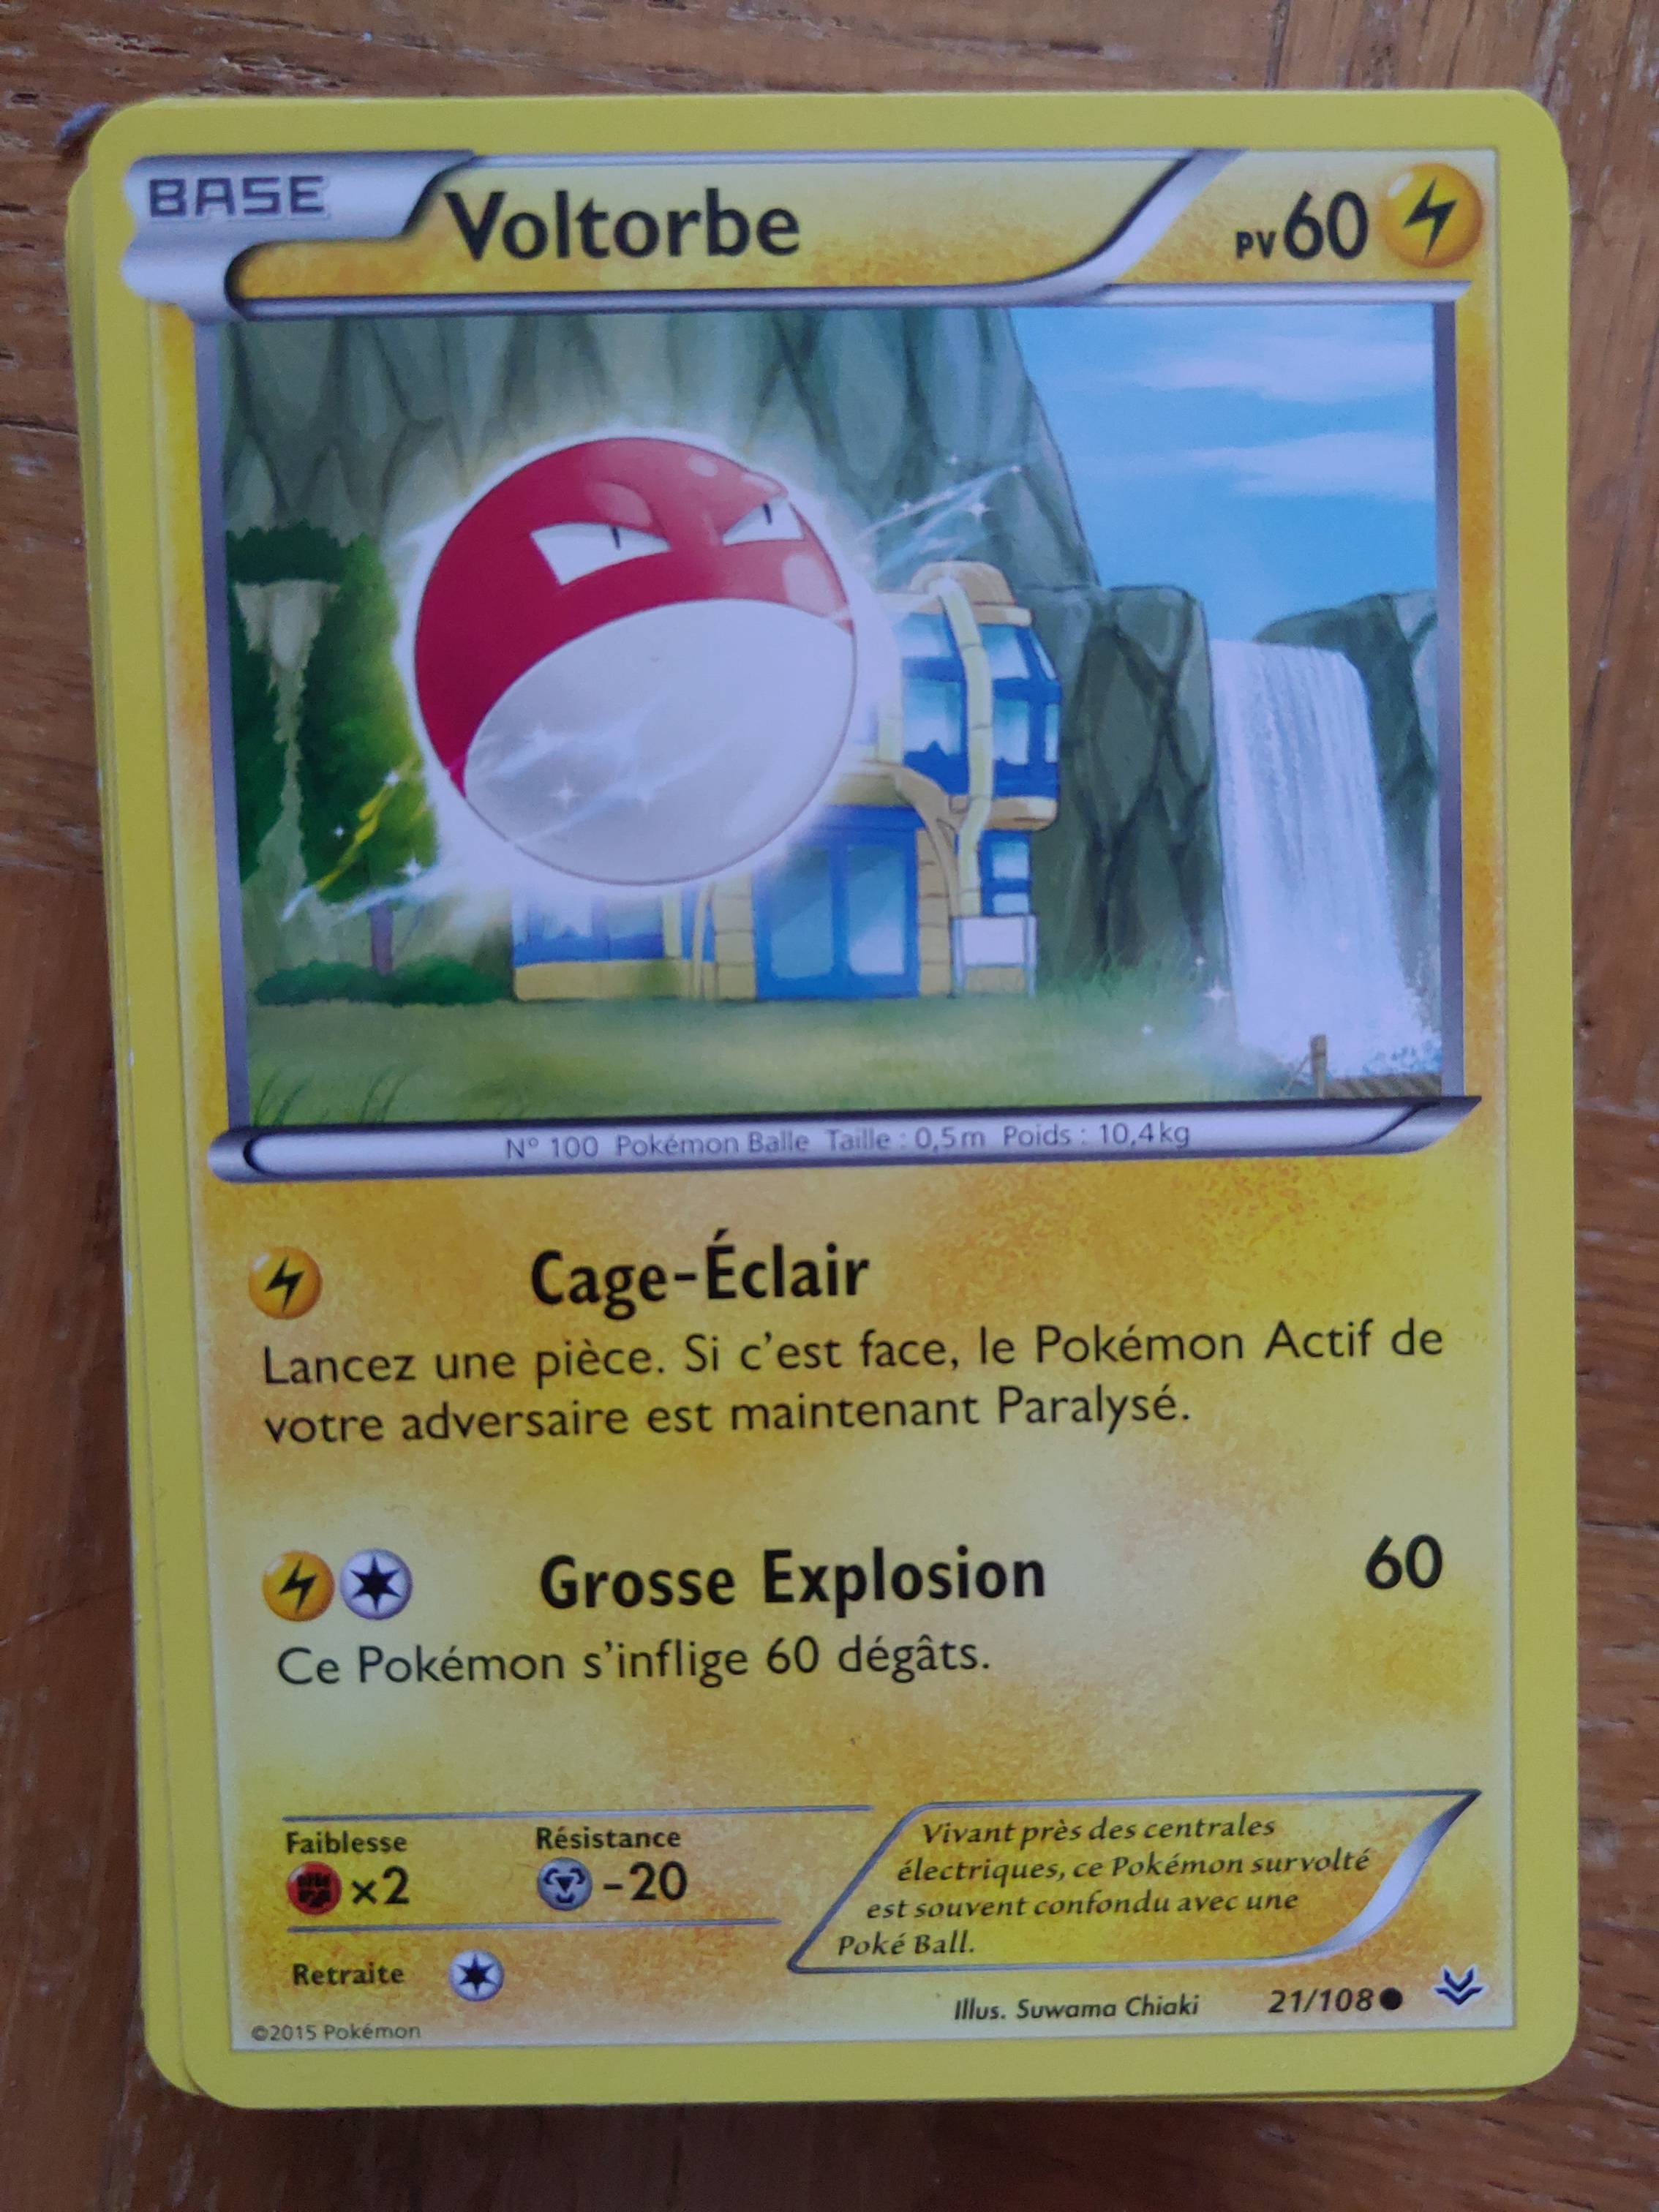 BASE Voltorbe PV60
Nº 100 Pokémon Balle Taille : 0,5m Poids : 10,4kg
Cage-Éclair
Lancez une pièce. Si c'est face, le Pokémon Actif de
votre adversaire est maintenant Paralysé.
Grosse Explosion 60
Ce Pokémon s'inflige 60 dégâts.
Faiblesse Résistance
×2 -20
Retraite
Vivant près des centrales
électriques, ce Pokémon survolté
est souvent confondu avec une
Poké Ball.
Illus. Suwama Chiaki 21/108
©2015 Pokémon